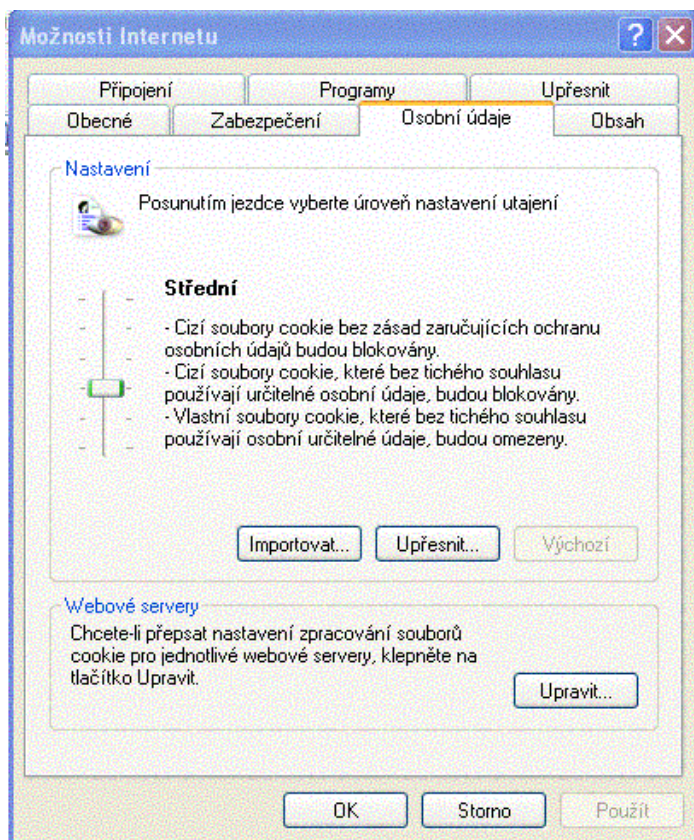 Možnosti Internetu
Připojení
Programy
Upřesnit
Obecné
Zabezpečení
Osobní údaje
Obsah
Nastavení
Posunutím jezdce vyberte úroveň nastavení utajení
Střední
- Cizí soubory cookie bez zásad zaručujících ochranu
osobních údajů budou blokovány.
- Cizí soubory cookie, které bez tichého souhlasu
používají určitelné osobní údaje, budou blokovány.
- Vlastní soubory cookie, které bez tichého souhlasu
používají osobní určitelné údaje, budou omezeny.
Importovat...
Upřesnit...
Výchozí
Webové servery
Chcete-li přepsat nastavení zpracování souborů
cookie pro jednotlivé webové servery, klepněte na
tlačítko Upravit.
Upravit...
OK
Storno
Použít